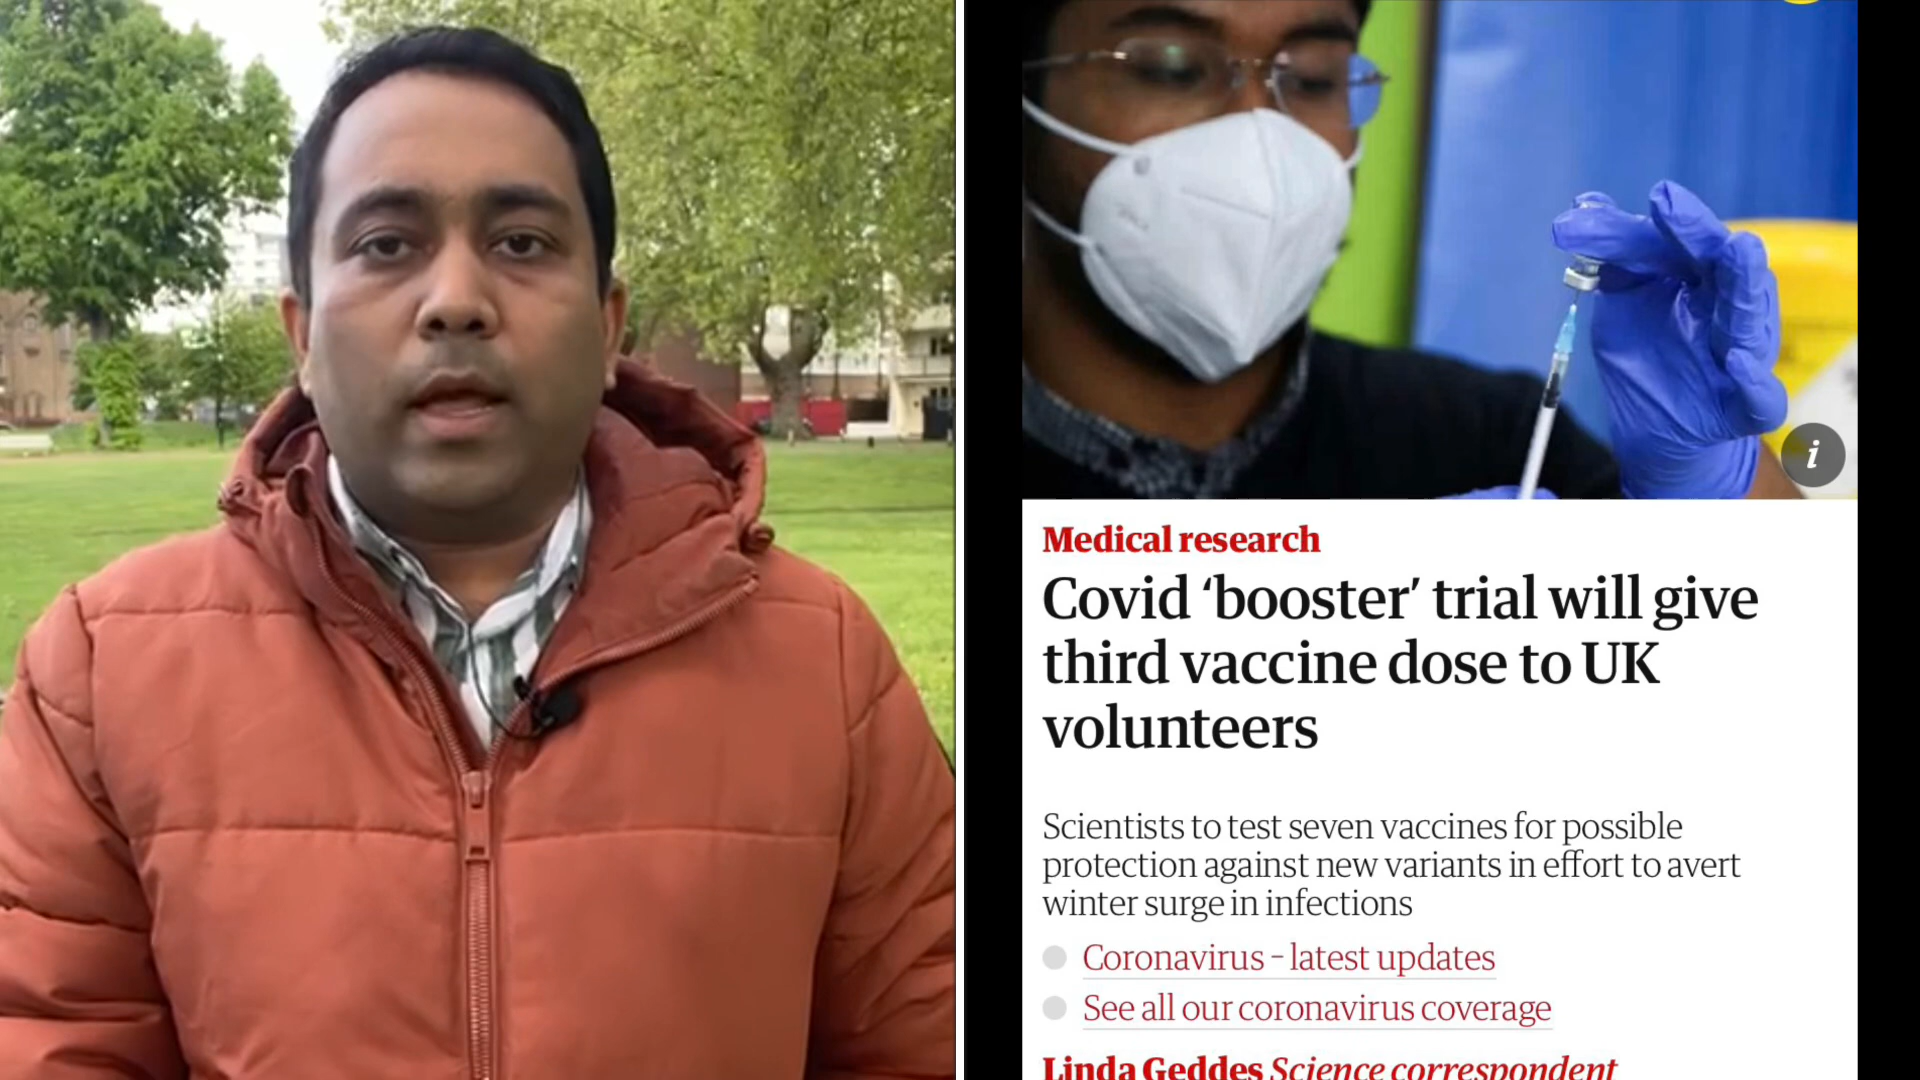 i
Medical research
Covid ‘booster’ trial will give
third vaccine dose to UK
volunteers
Scientists to test seven vaccines for possible
protection against new variants in effort to avert
winter surge in infections
Coronavirus – latest updates
See all our coronavirus coverage
Linda Geddes Science correspondent